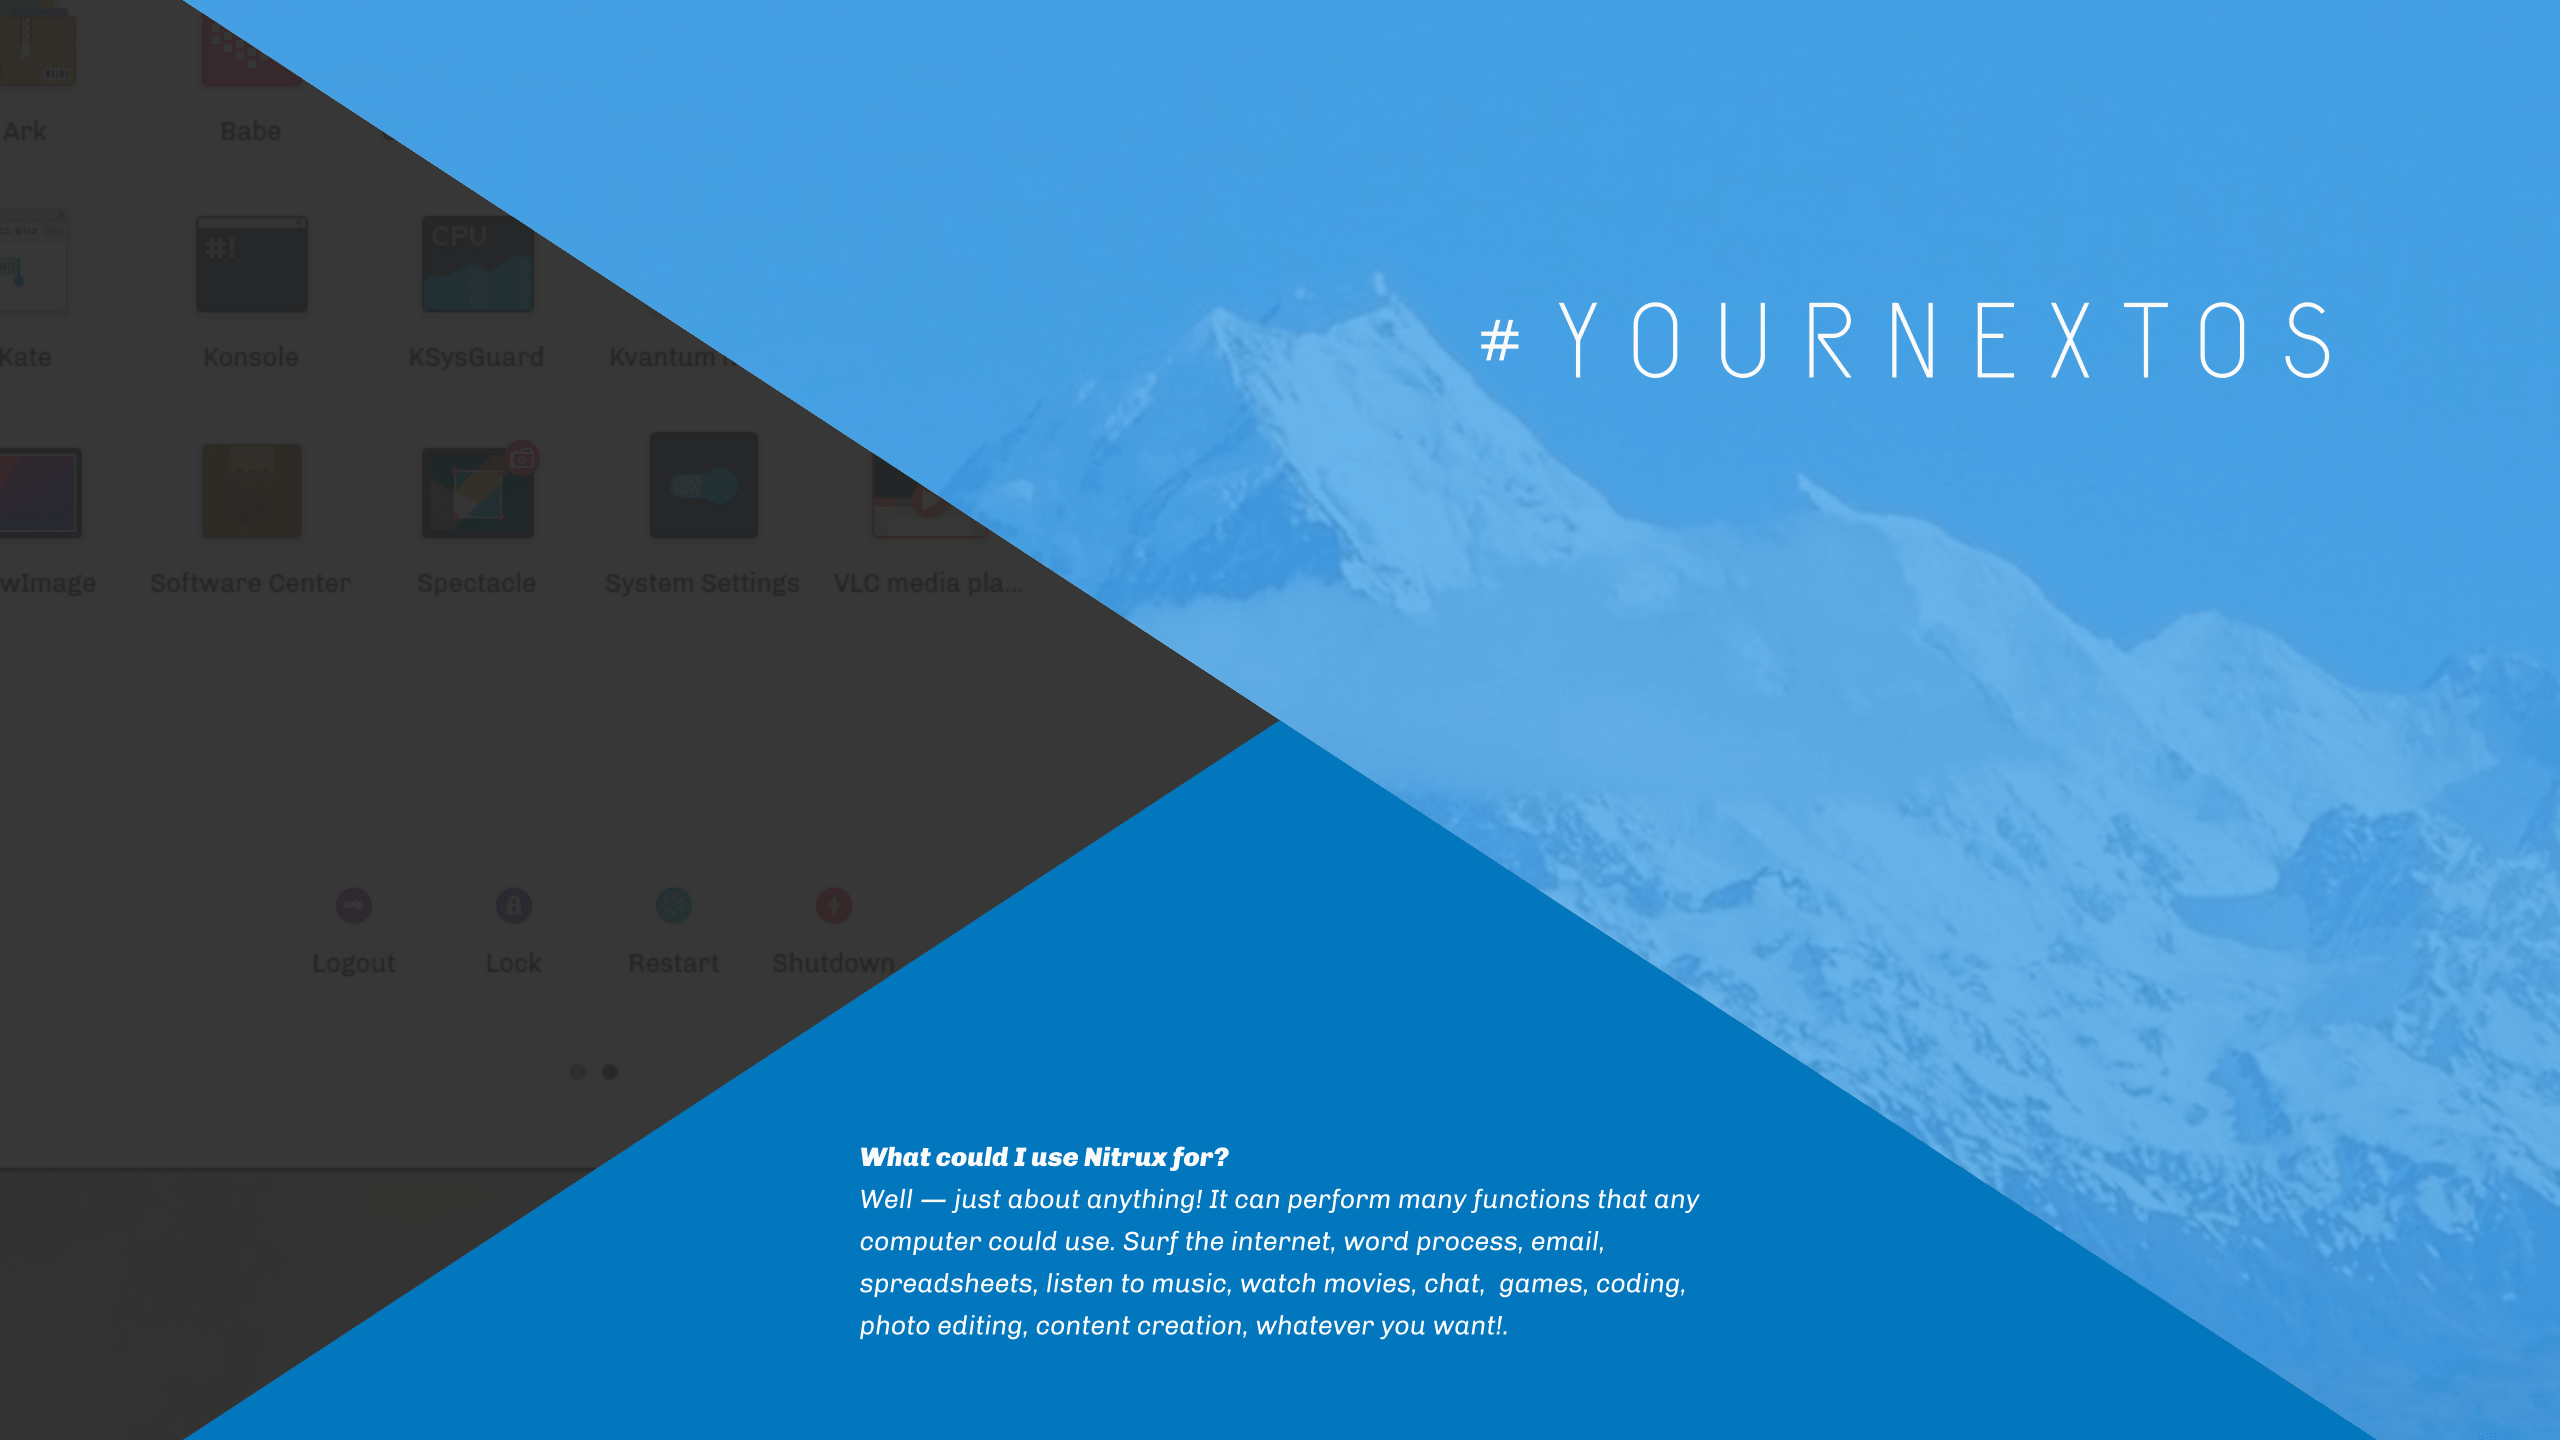 Ark Babe
#YOURNEXTOS
#! CPU
Kate Konsole KSysGuard Kvantum
wImage Software Center Spectacle System Settings VLC media pla...
Logout Lock Restart Shutdown
What could I use Nitrux for?
Well — just about anything! It can perform many functions that any
computer could use. Surf the internet, word process, email,
spreadsheets, listen to music, watch movies, chat,  games, coding,
photo editing, content creation, whatever you want!.